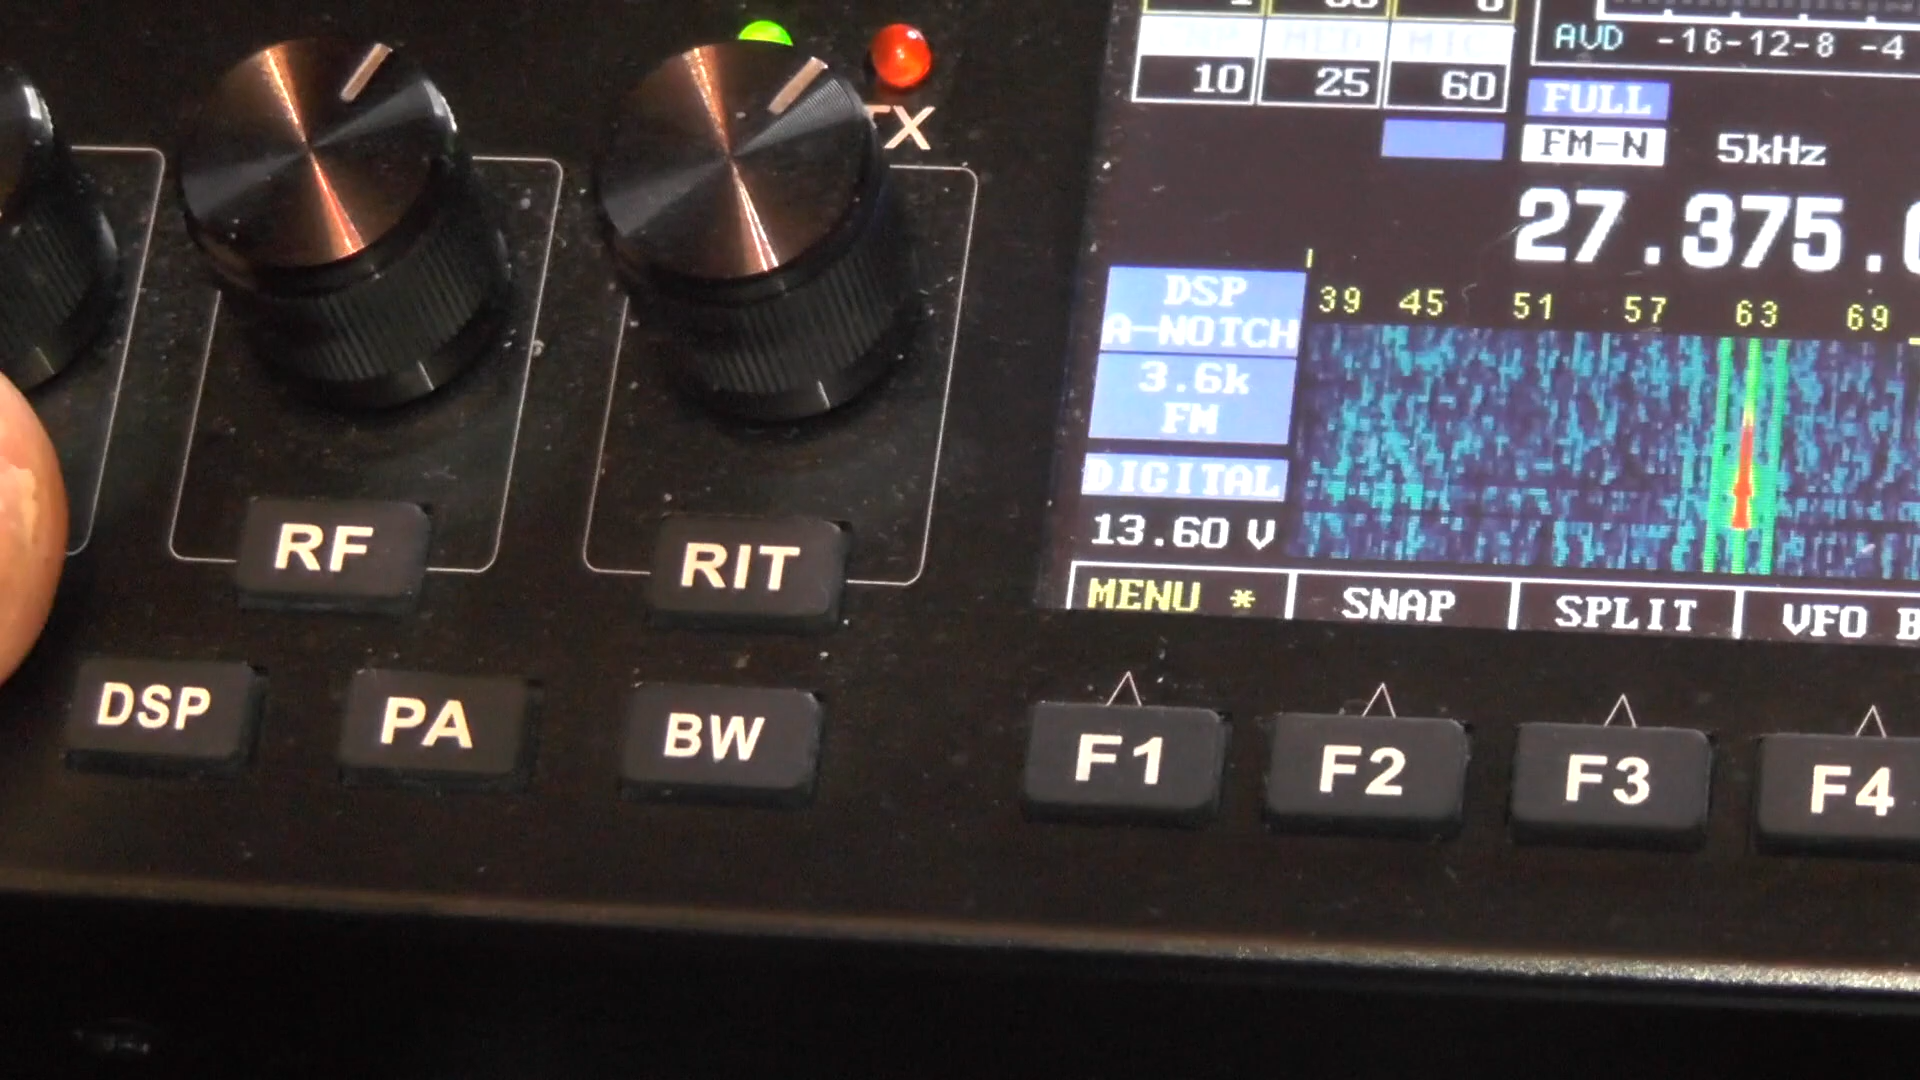 AVD -16-12-8 -4
10 25 60
FULL
TX
FM-N 5kHz
27.375.
DSP
A-NOTCH
39 45 51 57 63 69
3.6k
FM
DIGITAL
13.60 V
RF
RIT
MENU * SNAP SPLIT VFO B
DSP PA BW F1 F2 F3 F4